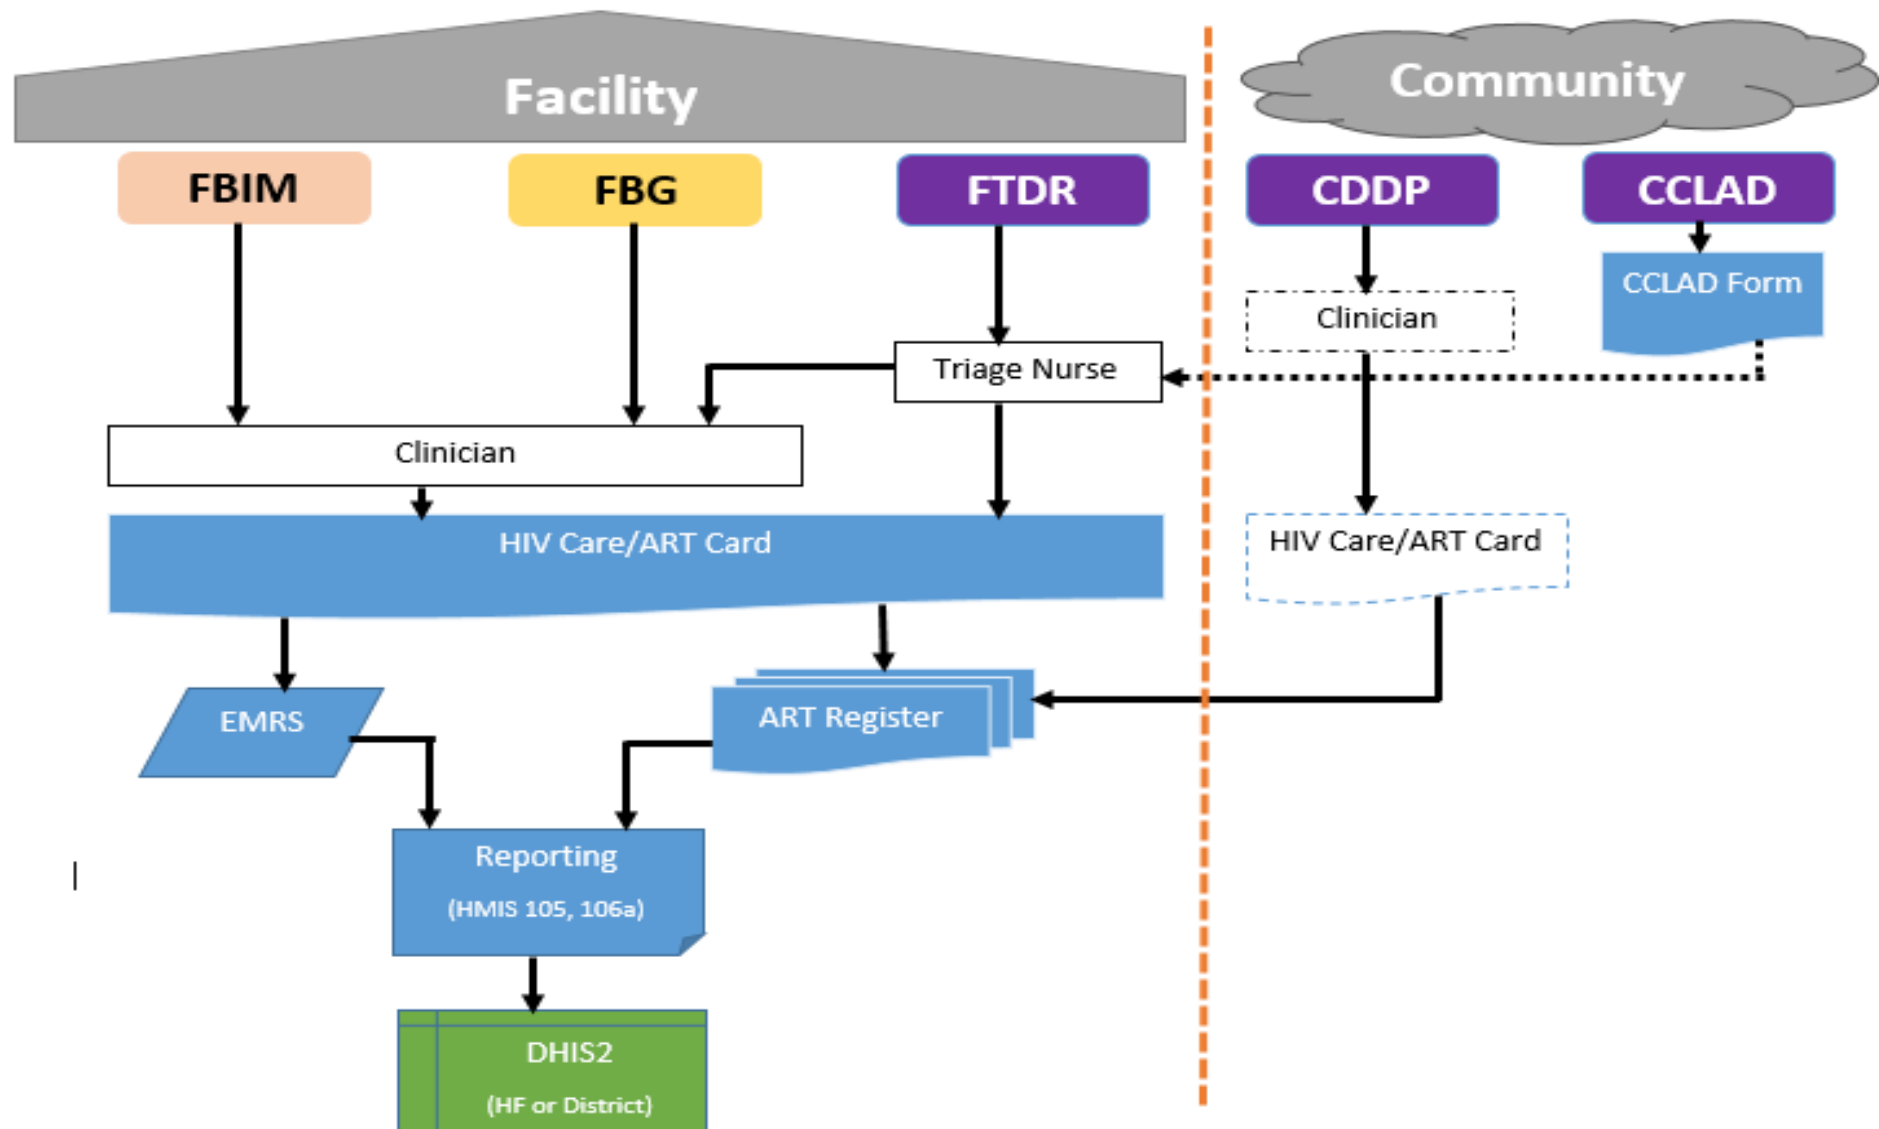 Facility
Community
FBIM
FBG
FTDR
CDDP
CCLAD
CCLAD Form
Clinician
Triage Nurse
Clinician
HIV Care/ART Card
HIV Care/ART Card
EMRS
ART Register
Reporting
(HMIS 105, 106a)
DHIS2
(HF or District)